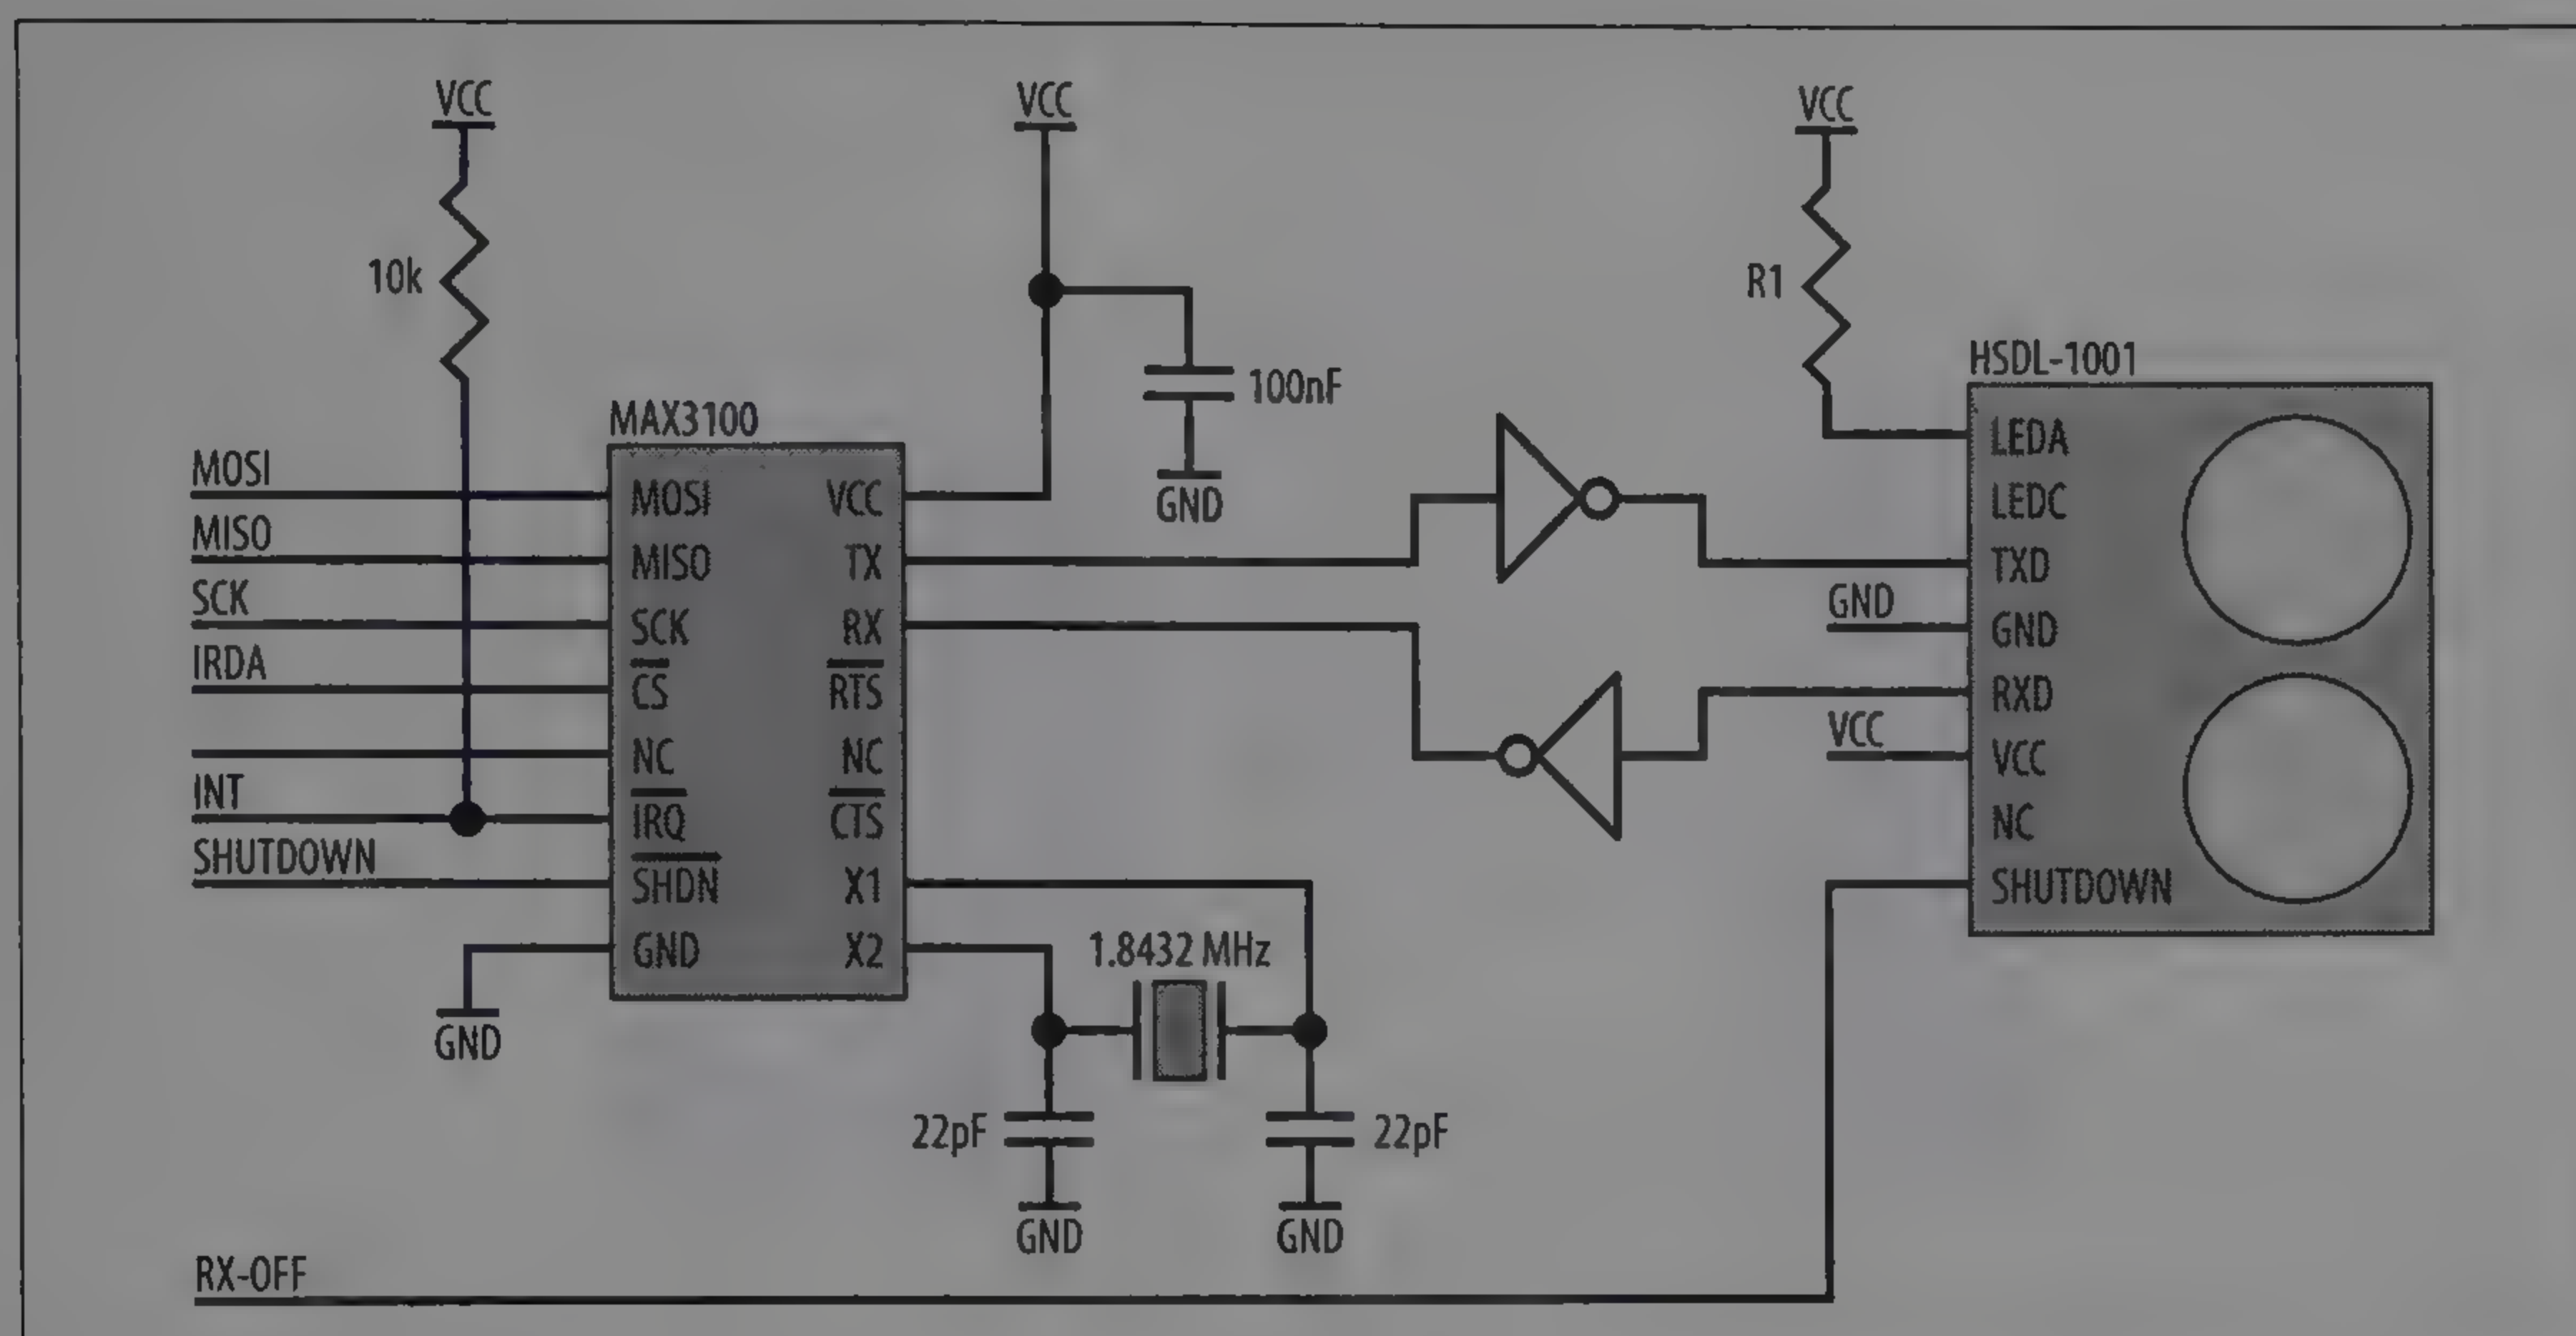 VCC
VCC
VCC
10k
R1
100nF
GND
HSDL-1001
MAX3100
MOSI
MISO
SCK
IRDA
INT
SHUTDOWN
MOSI
MISO
SCK
CS
NC
IRQ
SHDN
GND
VCC
TX
RX
RTS
NC
CTS
X1
X2
GND
LEDA
LEDC
TXD
GND
RXD
VCC
NC
SHUTDOWN
GND
VCC
1.8432 MHz
22pF
22pF
GND
GND
RX-OFF